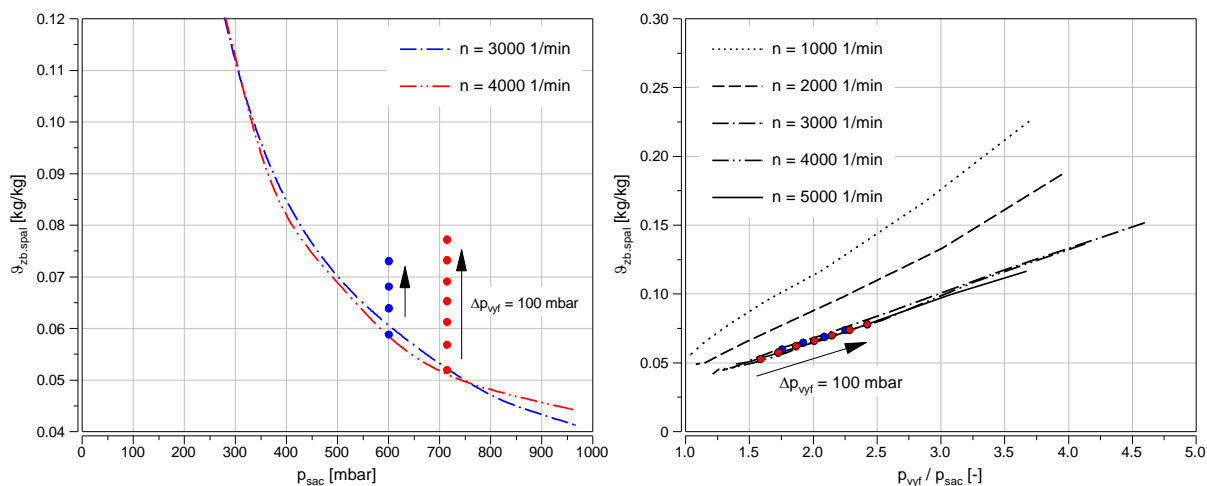 0.12
0.11
0.10
0.09
0.08
0.07
0.06
0.05
0.04
ϑzb.spal [kg/kg]
n = 3000 1/min
n = 4000 1/min
Δpvyf = 100 mbar
0 100 200 300 400 500 600 700 800 900 1000
psac [mbar]
0.30
0.25
0.20
0.15
0.10
0.05
0
ϑzb.spal [kg/kg]
n = 1000 1/min
n = 2000 1/min
n = 3000 1/min
n = 4000 1/min
n = 5000 1/min
Δpvyf = 100 mbar
1.0 1.5 2.0 2.5 3.0 3.5 4.0 4.5 5.0
pvyf / psac [-]